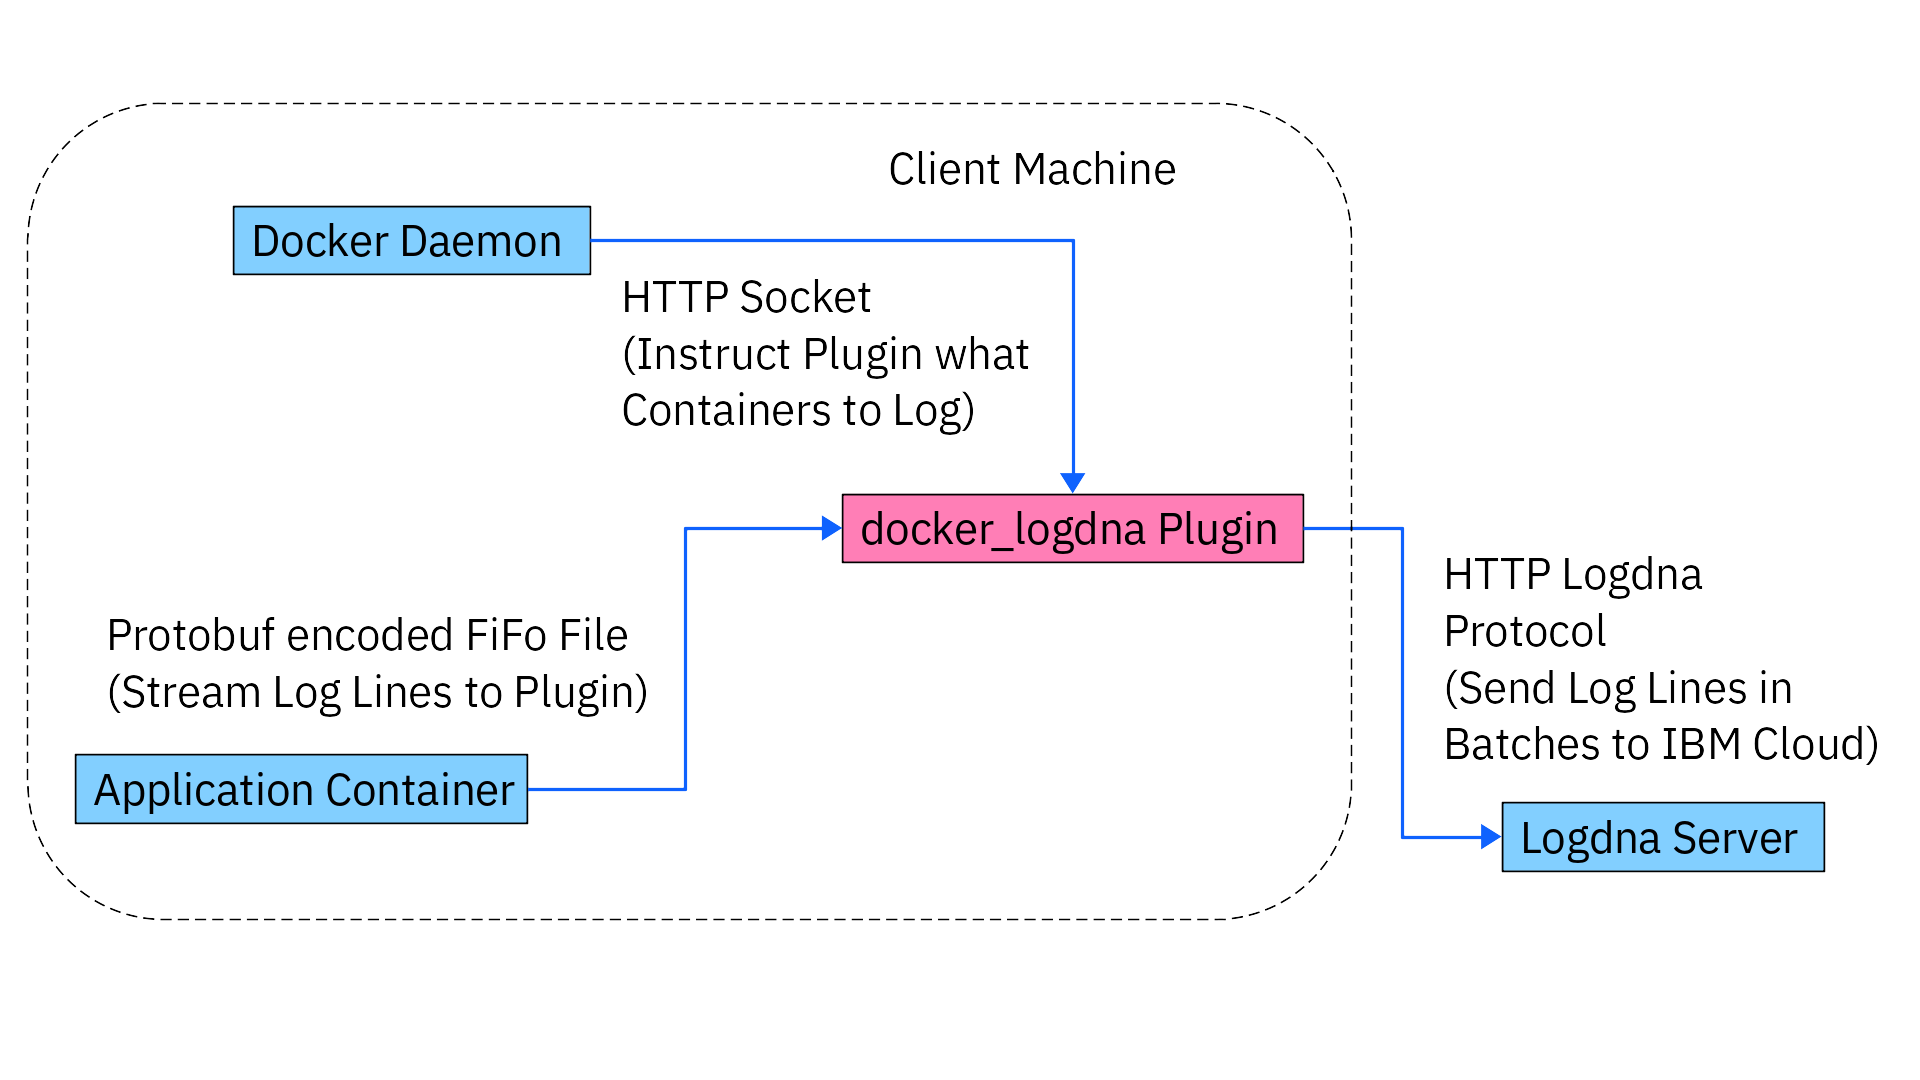 Client Machine
Docker Daemon
HTTP Socket
(Instruct Plugin what
Containers to Log)
docker_logdna Plugin
HTTP Logdna
Protocol
(Send Log Lines in
Batches to IBM Cloud)
Protobuf encoded FiFo File
(Stream Log Lines to Plugin)
Application Container
Logdna Server